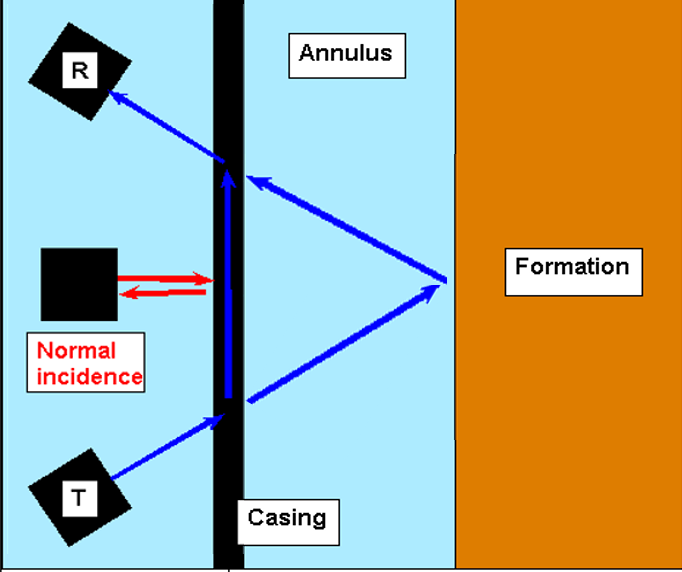 R
Annulus
Formation
Normal
incidence
T
Casing